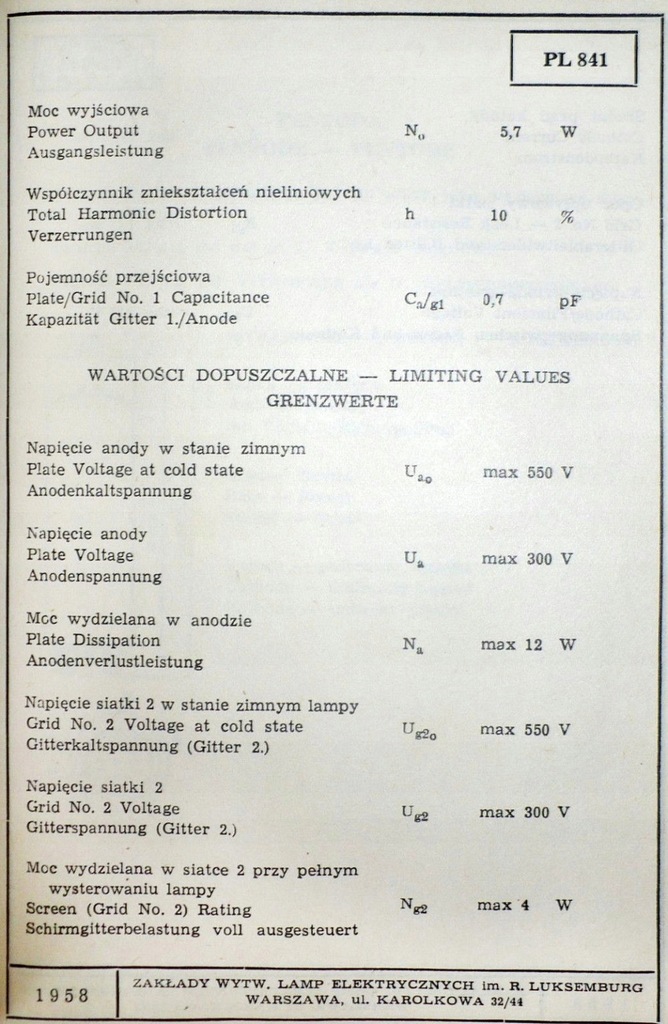 PL 841
Moc wyjściowa
Power Output N₀ 5,7 W
Ausgangsleistung
Współczynnik zniekształceń nieliniowych
Total Harmonic Distortion h 10 %
Verzerrungen
Pojemność przejściowa
Plate/Grid No. 1 Capacitance Ca/g1 0,7 pF
Kapazität Gitter 1./Anode
WARTOŚCI DOPUSZCZALNE — LIMITING VALUES
GRENZWERTE
Napięcie anody w stanie zimnym
Plate Voltage at cold state Ua₀ max 550 V
Anodenkaltspannung
Napięcie anody
Plate Voltage Ua max 300 V
Anodenspannung
Moc wydzielana w anodzie
Plate Dissipation Na max 12 W
Anodenverlustleistung
Napięcie siatki 2 w stanie zimnym lampy
Grid No. 2 Voltage at cold state Ug2₀ max 550 V
Gitterkaltspannung (Gitter 2.)
Napięcie siatki 2
Grid No. 2 Voltage Ug2 max 300 V
Gitterspannung (Gitter 2.)
Moc wydzielana w siatce 2 przy pełnym
wysterowaniu lampy
Screen (Grid No. 2) Rating Ng2 max 4 W
Schirmgitterbelastung voll ausgesteuert
1958
ZAKŁADY WYTW. LAMP ELEKTRYCZNYCH im. R. LUKSEMBURG
WARSZAWA, ul. KAROLKOWA 32/44